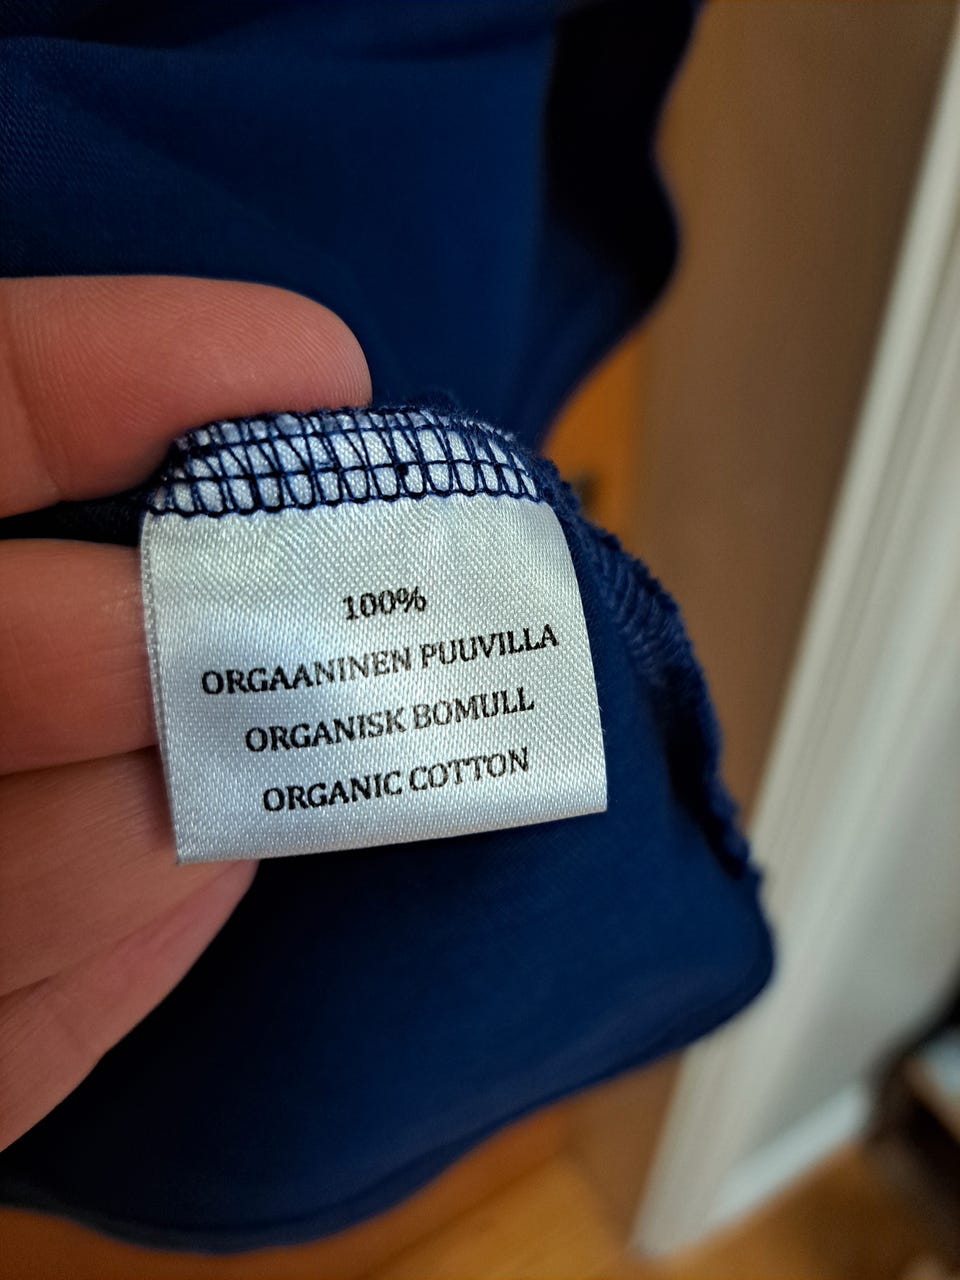 100%
ORGAANINEN PUUVILLA
ORGANISK BOMULL
ORGANIC COTTON